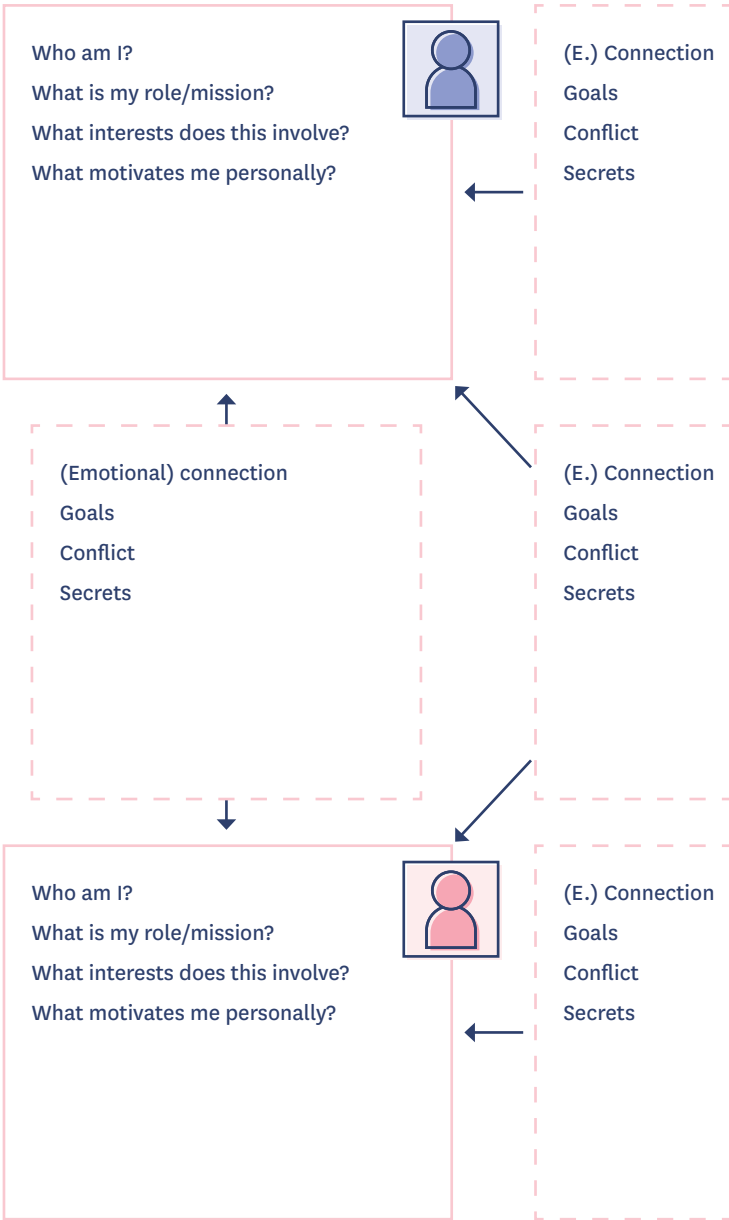 Who am I?
What is my role/mission?
What interests does this involve?
What motivates me personally?
(E.) Connection
Goals
Conflict
Secrets
(Emotional) connection
Goals
Conflict
Secrets
(E.) Connection
Goals
Conflict
Secrets
Who am I?
What is my role/mission?
What interests does this involve?
What motivates me personally?
(E.) Connection
Goals
Conflict
Secrets